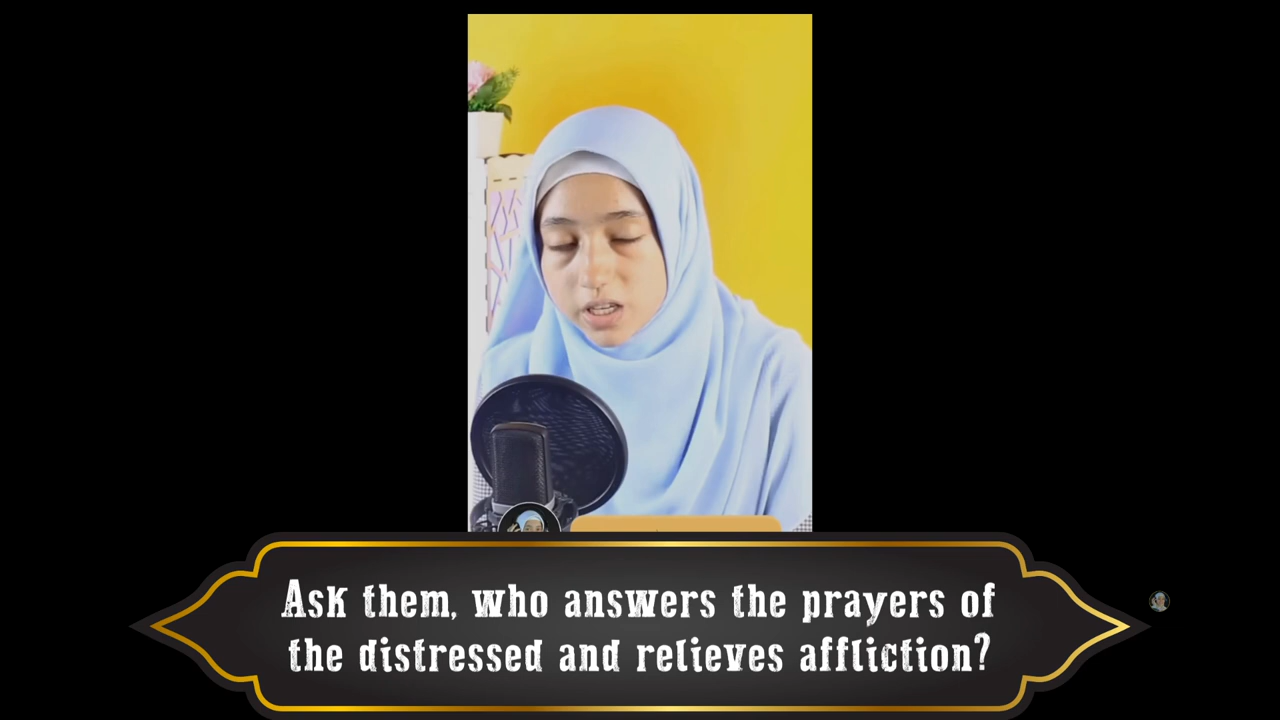 Ask them, who answers the prayers of
the distressed and relieves affliction?